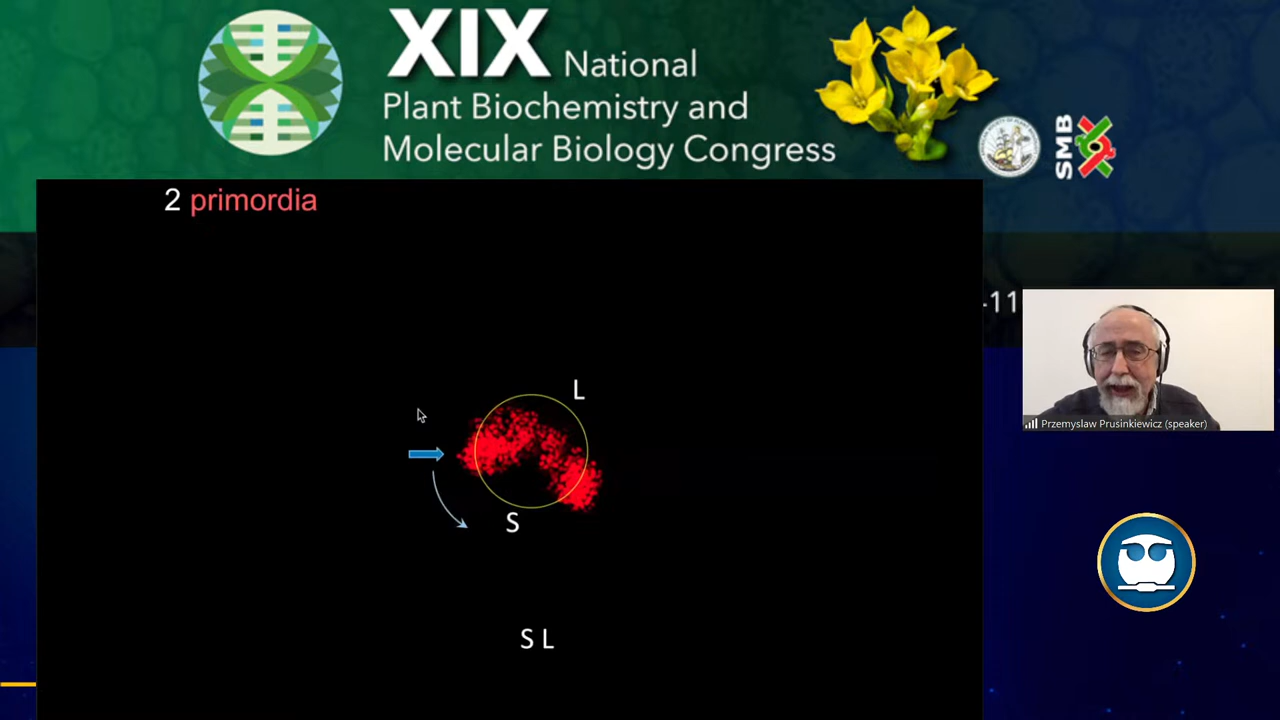 XIX National
Plant Biochemistry and
Molecular Biology Congress
SMB
2 primordia
-11
L
S
S L
Przemyslaw Prusinkiewicz (speaker)